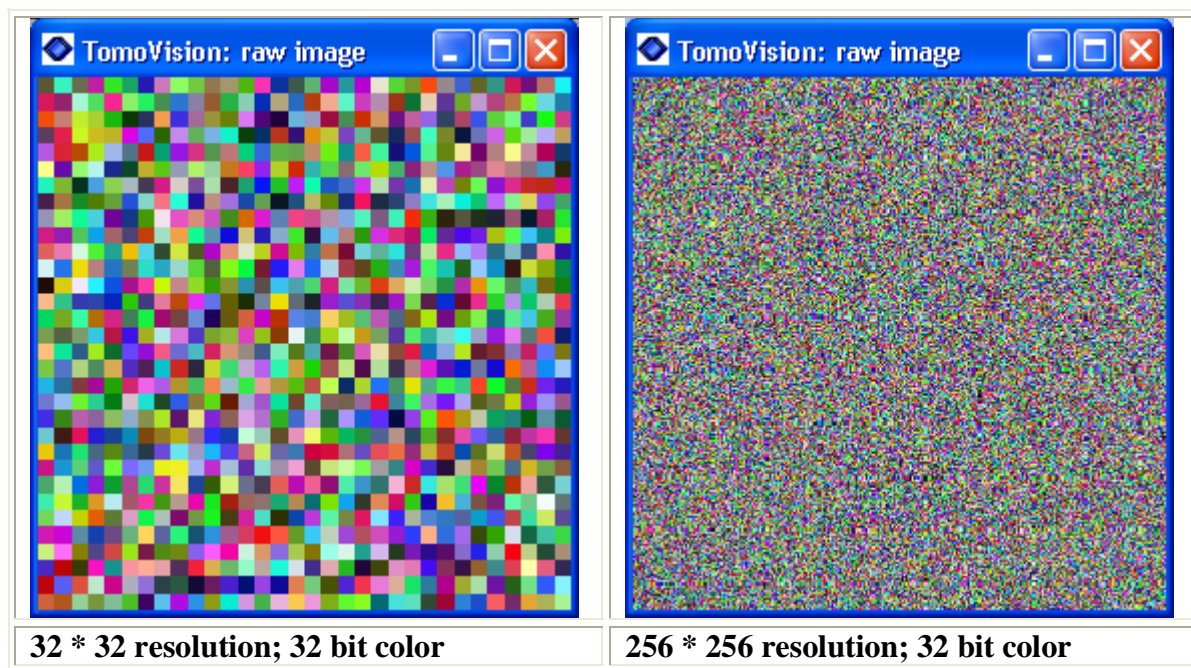 TomoVision: raw image
TomoVision: raw image
32 * 32 resolution; 32 bit color
256 * 256 resolution; 32 bit color